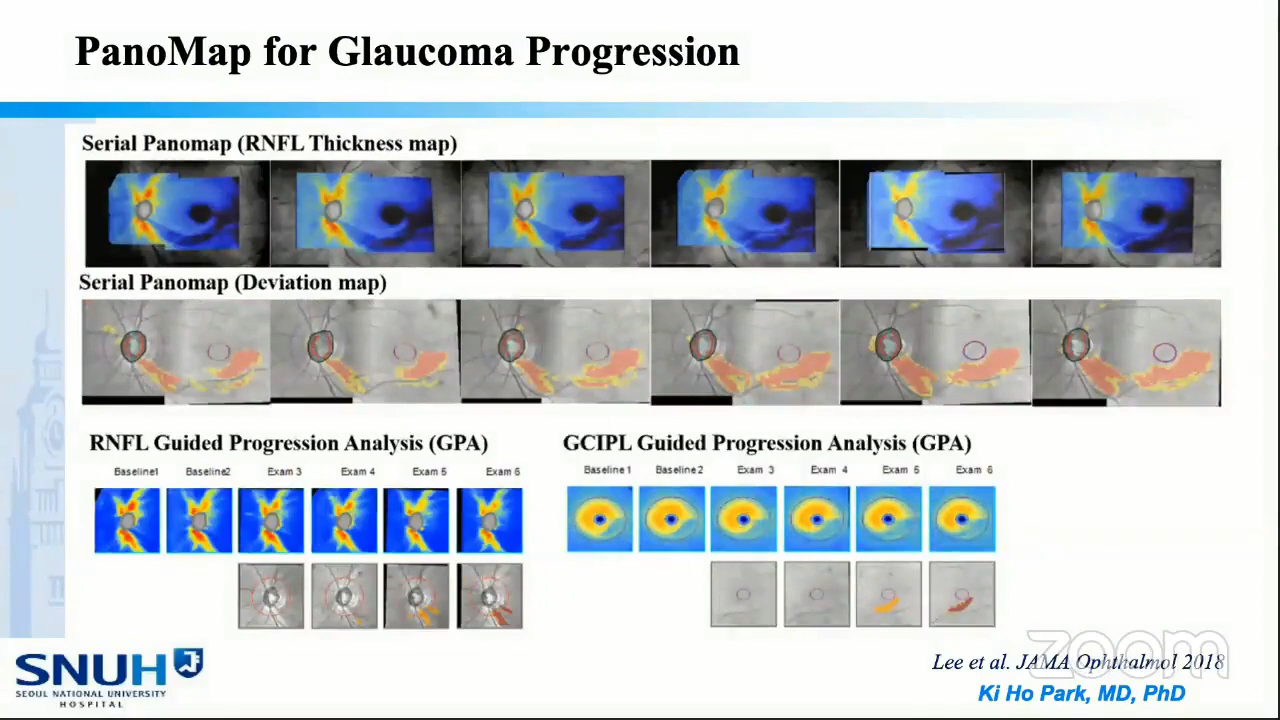 PanoMap for Glaucoma Progression
Serial Panomap (RNFL Thickness map)
Serial Panomap (Deviation map)
RNFL Guided Progression Analysis (GPA)
Baseline1 Baseline2 Exam 3 Exam 4 Exam 5 Exam 6
GCIPL Guided Progression Analysis (GPA)
Baseline 1 Baseline 2 Exam 3 Exam 4 Exam 5 Exam 6
zoom
Lee et al. JAMA Ophthalmol 2018
Ki Ho Park, MD, PhD
SNUH
SEOUL NATIONAL UNIVERSITY
HOSPITAL